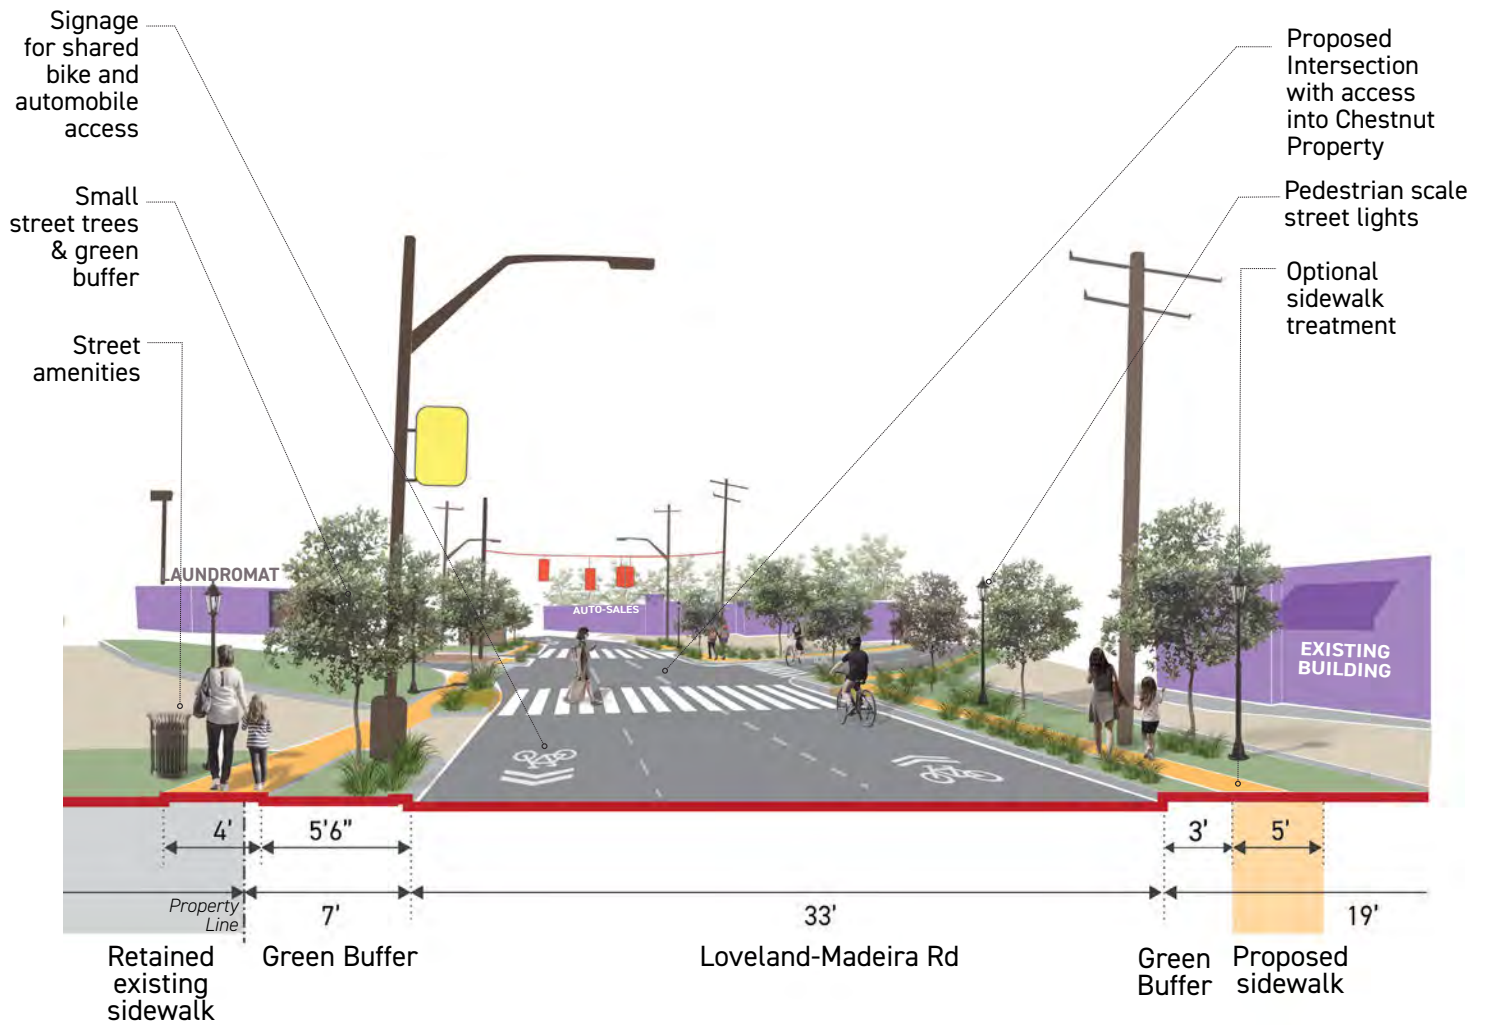 Signage
for shared
bike and
automobile
access
Small
street trees
& green
buffer
Street
amenities
Proposed
Intersection
with access
into Chestnut
Property
Pedestrian scale
street lights
Optional
sidewalk
treatment
LAUNDROMAT
AUTO-SALES
EXISTING
BUILDING
4'
5'6"
3'
5'
Property
Line
7'
33'
19'
Retained
existing
sidewalk
Green Buffer
Loveland-Madeira Rd
Green
Buffer
Proposed
sidewalk